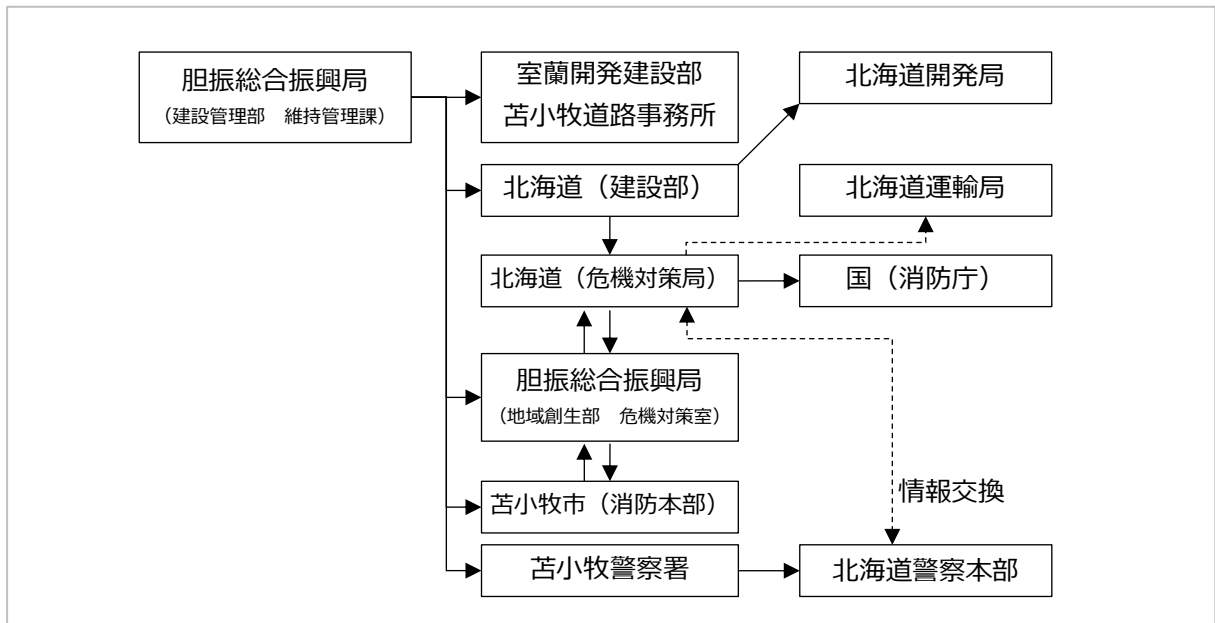 胆振総合振興局
（建設管理部　維持管理課）
室蘭開発建設部
苫小牧道路事務所
北海道開発局
北海道（建設部）
北海道運輸局
北海道（危機対策局）
国（消防庁）
胆振総合振興局
（地域創生部　危機対策室）
苫小牧市（消防本部）
情報交換
苫小牧警察署
北海道警察本部